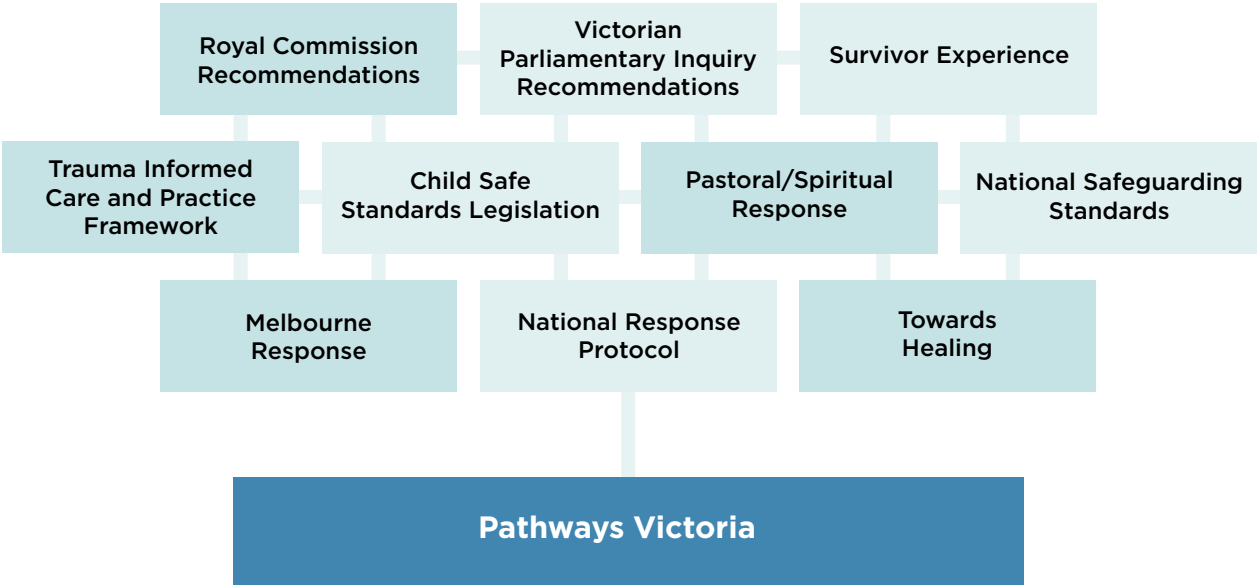 Royal Commission
Recommendations
Victorian
Parliamentary Inquiry
Recommendations
Survivor Experience
Trauma Informed
Care and Practice
Framework
Child Safe
Standards Legislation
Pastoral/Spiritual
Response
National Safeguarding
Standards
Melbourne
Response
National Response
Protocol
Towards
Healing
Pathways Victoria